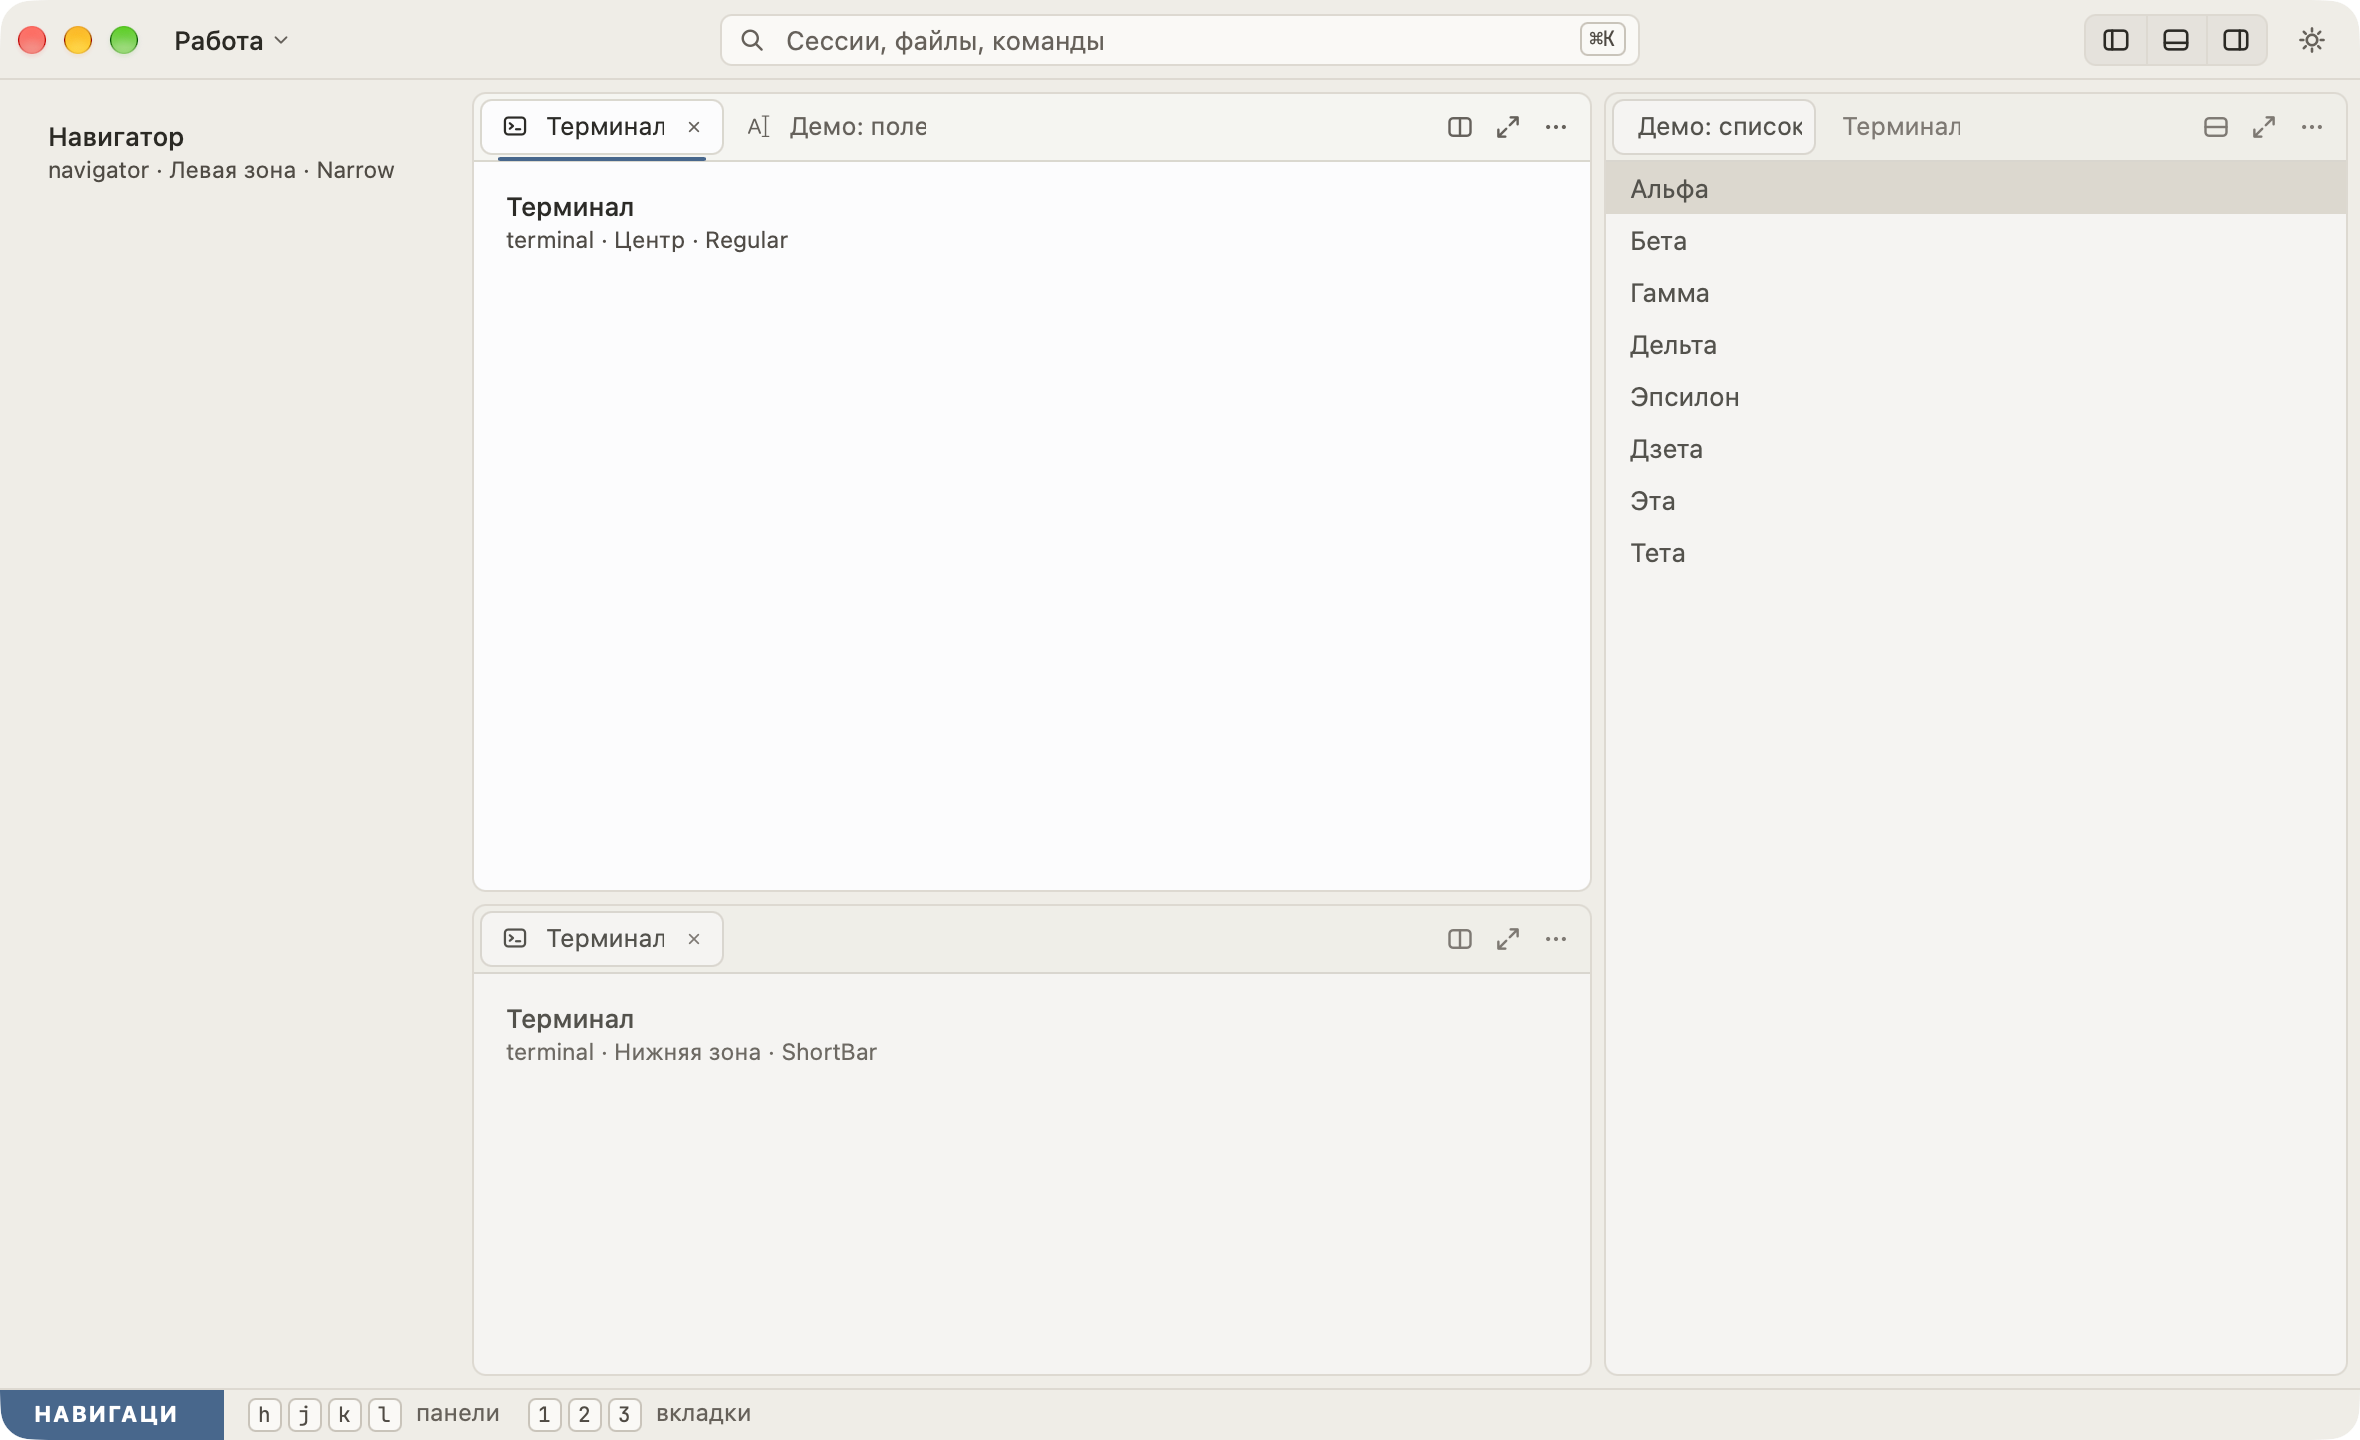 Работа
Сессии, файлы, команды
⌘K
Навигатор
navigator · Левая зона · Narrow
Терминал
Демо: поле
Терминал
terminal · Центр · Regular
Терминал
Терминал
terminal · Нижняя зона · ShortBar
Демо: список
Терминал
Альфа
Бета
Гамма
Дельта
Эпсилон
Дзета
Эта
Тета
НАВИГАЦИ
h j k l панели 1 2 3 вкладки